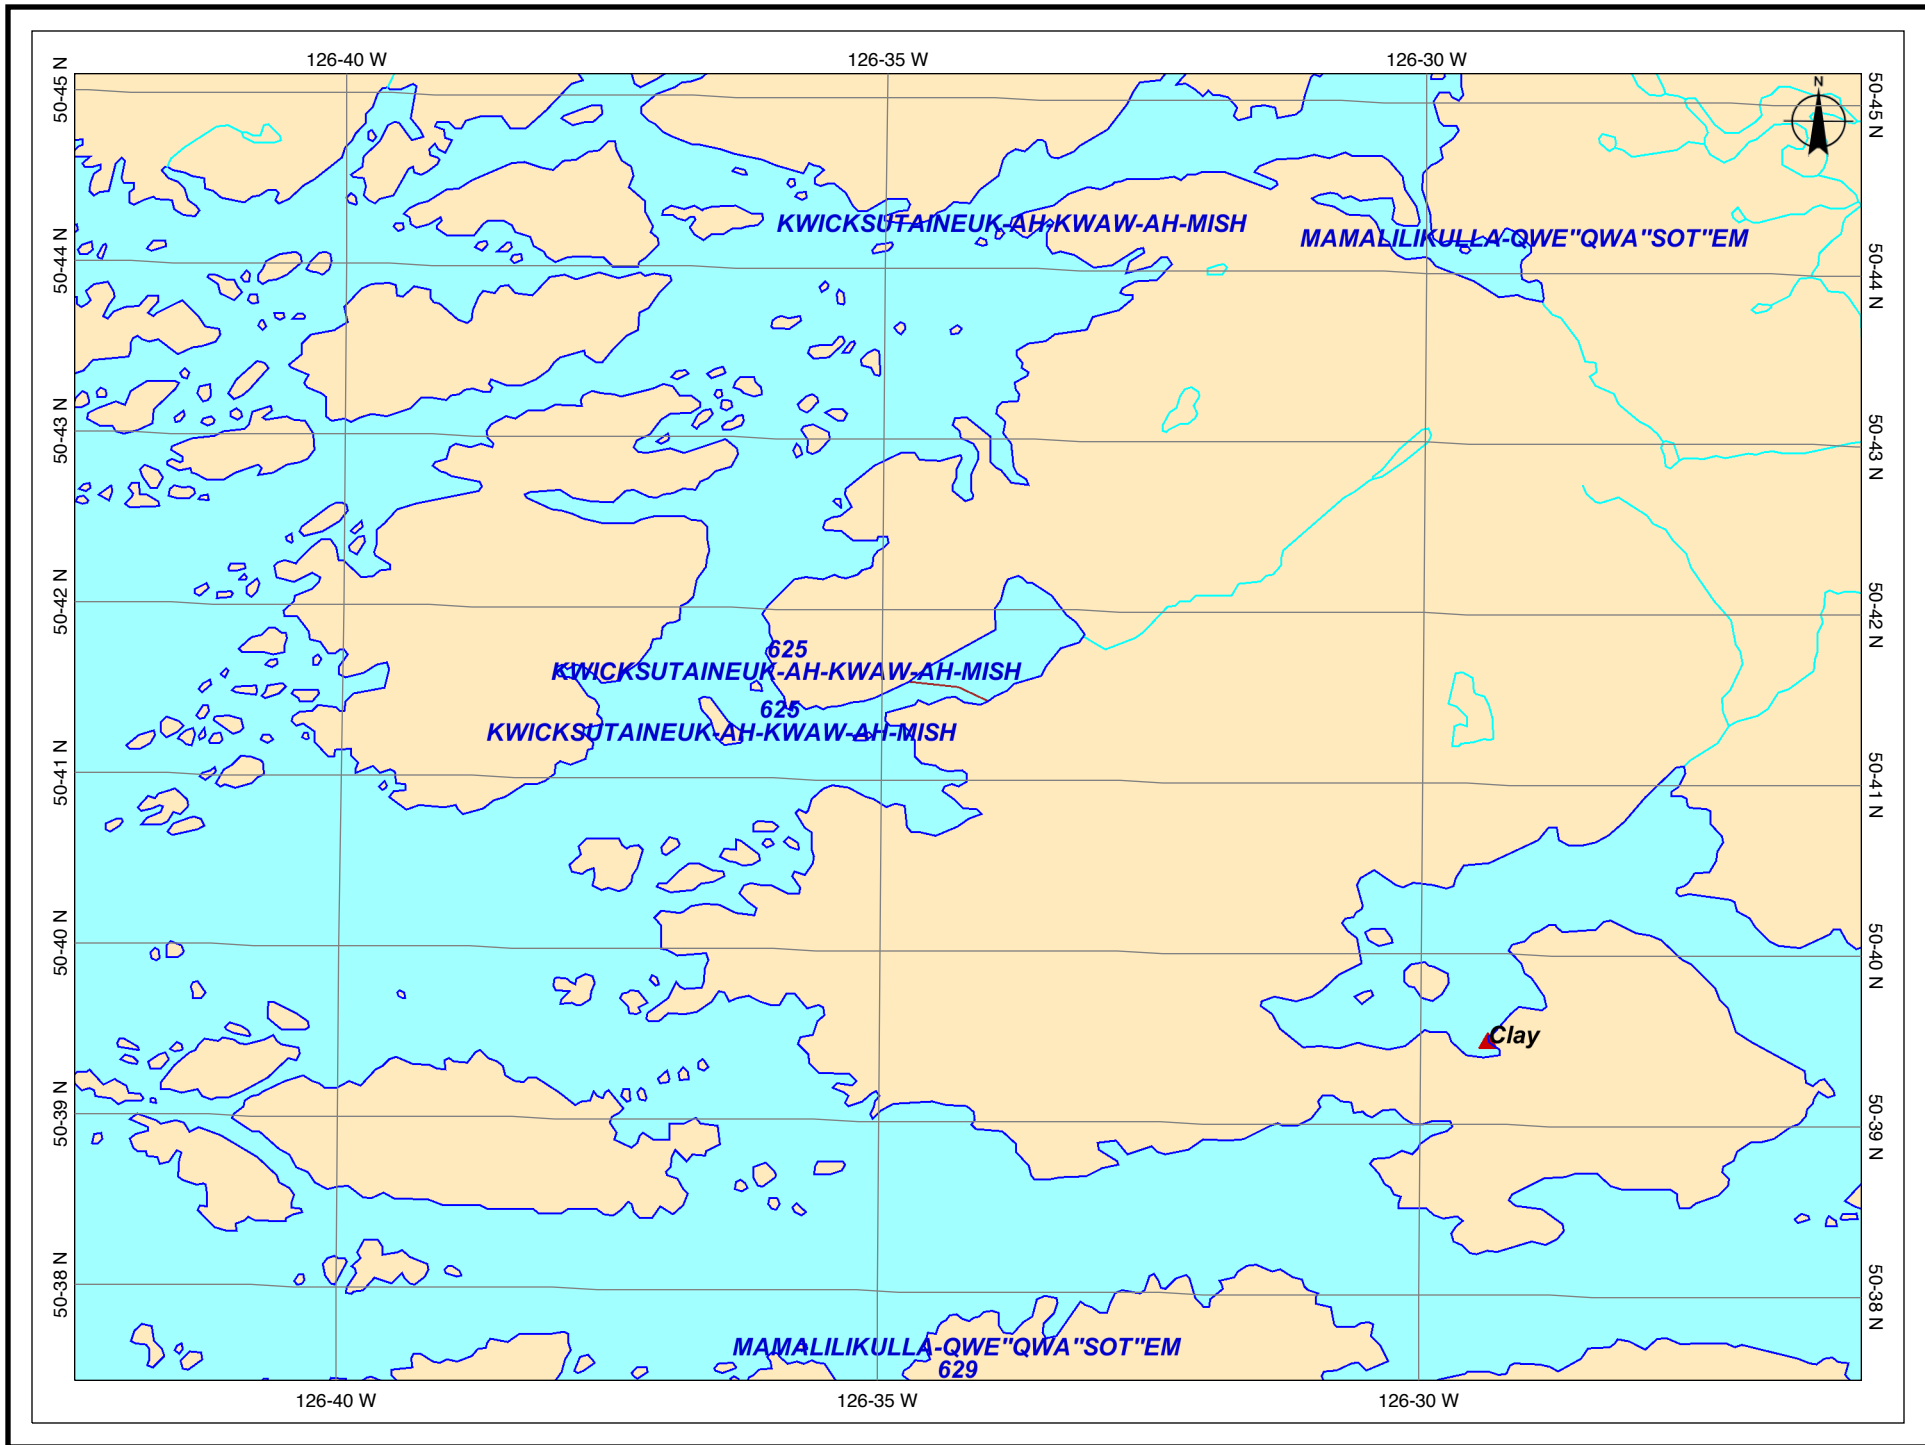 126-40 W
126-35 W
126-30 W
50-45 N
50-45 N
N
KWICKSUTAINEUK-AH-KWAW-AH-MISH
MAMALILIKULLA-QWE"QWA"SOT"EM
50-44 N
50-44 N
50-43 N
50-43 N
50-42 N
50-42 N
625
KWICKSUTAINEUK-AH-KWAW-AH-MISH
625
KWICKSUTAINEUK-AH-KWAW-AH-MISH
50-41 N
50-41 N
50-40 N
50-40 N
Clay
50-39 N
50-39 N
50-38 N
50-38 N
MAMALILIKULLA-QWE"QWA"SOT"EM
629
126-40 W
126-35 W
126-30 W